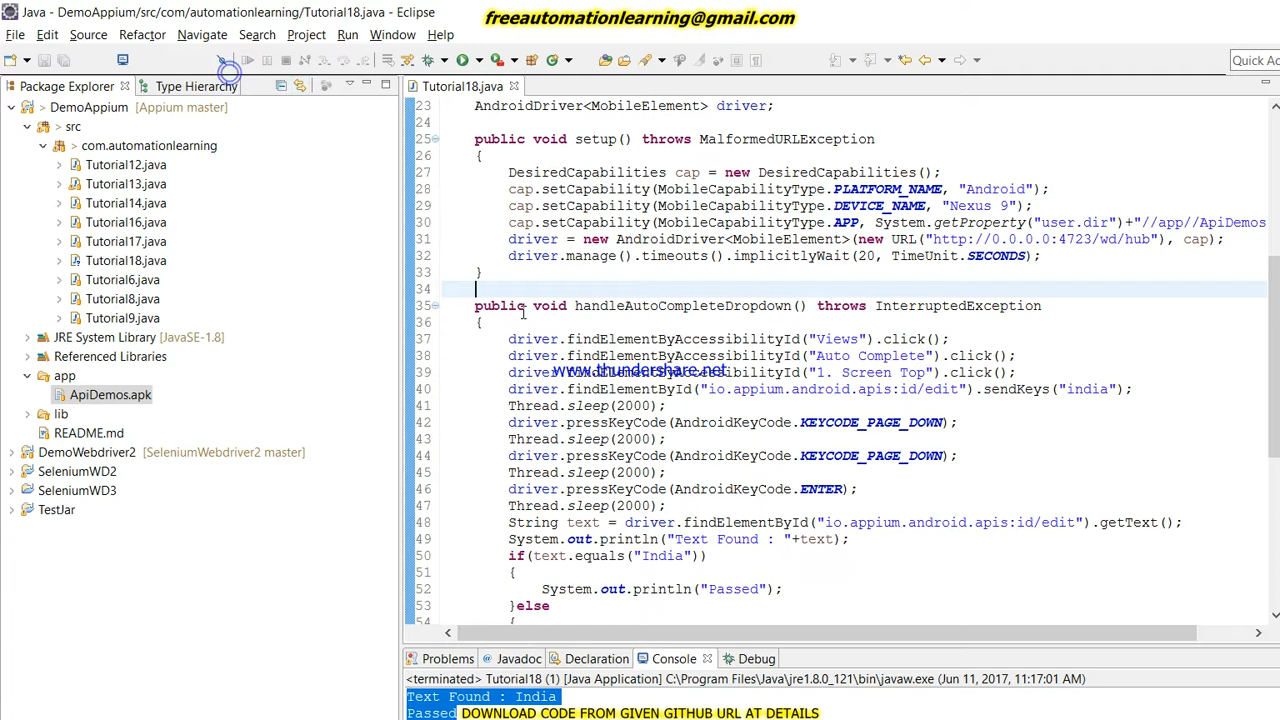 Java - DemoAppium/src/com/automationlearning/Tutorial18.java - Eclipse
freeautomationlearning@gmail.com
File Edit Source Refactor Navigate Search Project Run Window Help
Quick Ac
Package Explorer Type Hierarchy
DemoAppium [Appium master]
src
com.automationlearning
Tutorial12.java
Tutorial13.java
Tutorial14.java
Tutorial16.java
Tutorial17.java
Tutorial18.java
Tutorial6.java
Tutorial8.java
Tutorial9.java
JRE System Library [JavaSE-1.8]
Referenced Libraries
app
ApiDemos.apk
lib
README.md
DemoWebdriver2 [SeleniumWebdriver2 master]
SeleniumWD2
SeleniumWD3
TestJar
Tutorial18.java
23 AndroidDriver<MobileElement> driver;
24
25 public void setup() throws MalformedURLException
26 {
27 DesiredCapabilities cap = new DesiredCapabilities();
28 cap.setCapability(MobileCapabilityType.PLATFORM_NAME, "Android");
29 cap.setCapability(MobileCapabilityType.DEVICE_NAME, "Nexus 9");
30 cap.setCapability(MobileCapabilityType.APP, System.getProperty("user.dir")+"//app//ApiDemos
31 driver = new AndroidDriver<MobileElement>(new URL("http://0.0.0.0:4723/wd/hub"), cap);
32 driver.manage().timeouts().implicitlyWait(20, TimeUnit.SECONDS);
33 }
34
35 public void handleAutoCompleteDropdown() throws InterruptedException
36 {
37 driver.findElementByAccessibilityId("Views").click();
38 driver.findElementByAccessibilityId("Auto Complete").click();
39 driver.findElementByAccessibilityId("1. Screen Top").click();
www.thundershare.net
40 driver.findElementById("io.appium.android.apis:id/edit").sendKeys("india");
41 Thread.sleep(2000);
42 driver.pressKeyCode(AndroidKeyCode.KEYCODE_PAGE_DOWN);
43 Thread.sleep(2000);
44 driver.pressKeyCode(AndroidKeyCode.KEYCODE_PAGE_DOWN);
45 Thread.sleep(2000);
46 driver.pressKeyCode(AndroidKeyCode.ENTER);
47 Thread.sleep(2000);
48 String text = driver.findElementById("io.appium.android.apis:id/edit").getText();
49 System.out.println("Text Found : "+text);
50 if(text.equals("India"))
51 {
52 System.out.println("Passed");
53 }else
54 {
Problems Javadoc Declaration Console Debug
<terminated> Tutorial18 (1) [Java Application] C:\Program Files\Java\jre1.8.0_121\bin\javaw.exe (Jun 11, 2017, 11:17:01 AM)
Text Found : India
Passed DOWNLOAD CODE FROM GIVEN GITHUB URL AT DETAILS